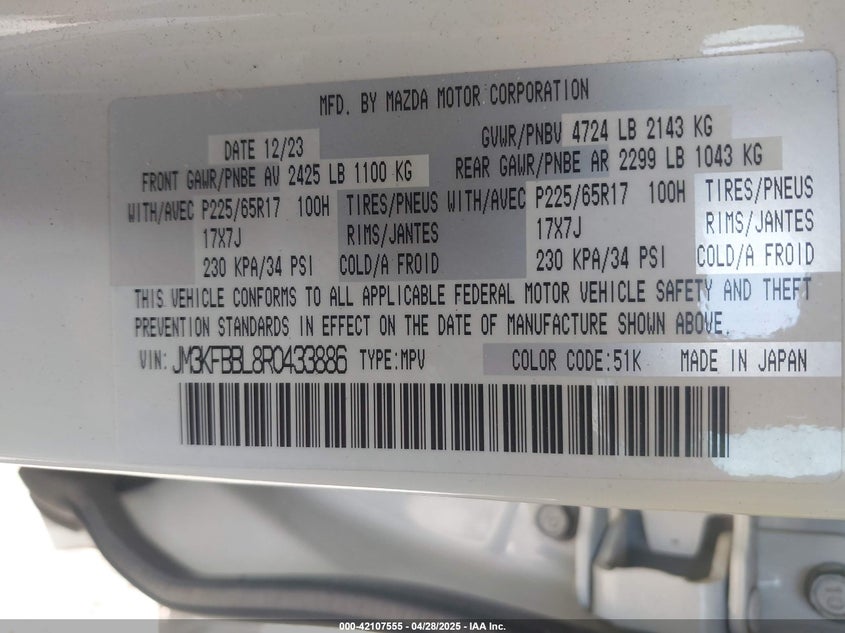 MFD. BY MAZDA MOTOR CORPORATION
DATE 12/23 GVWR/PNBV 4724 LB 2143 KG
FRONT GAWR/PNBE AV 2425 LB 1100 KG REAR GAWR/PNBE AR 2299 LB 1043 KG
WITH/AVEC P225/65R17 100H TIRES/PNEUS WITH/AVEC P225/65R17 100H TIRES/PNEUS
17X7J RIMS/JANTES 17X7J RIMS/JANTES
230 KPA/34 PSI COLD/A FROID 230 KPA/34 PSI COLD/A FROID
THIS VEHICLE CONFORMS TO ALL APPLICABLE FEDERAL MOTOR VEHICLE SAFETY AND THEFT
PREVENTION STANDARDS IN EFFECT ON THE DATE OF MANUFACTURE SHOWN ABOVE.
VIN: JM3KFBBL8R0433886 TYPE:MPV COLOR CODE:51K MADE IN JAPAN
000-42107555 04/28/2025 - IAA Inc.